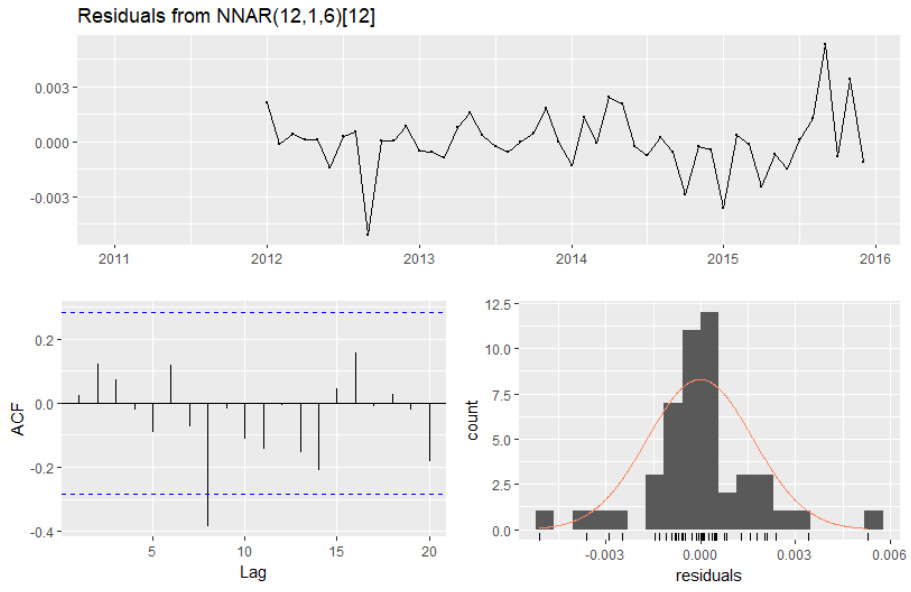 Residuals from NNAR(12,1,6)[12]
0.003
0.000
-0.003
2011 2012 2013 2014 2015 2016
ACF
0.2
0.0
-0.2
-0.4
5 10 15 20
Lag
count
12.5
10.0
7.5
5.0
2.5
0.0
-0.003 0.000 0.003 0.006
residuals